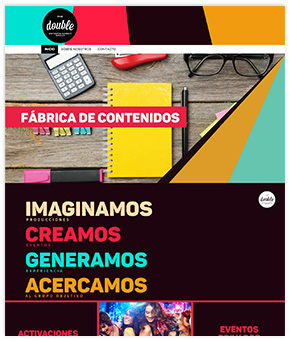 THE
double
INICIO SOBRE NOSOTROS CONTACTO
FÁBRICA DE CONTENIDOS
IMAGINAMOS
PRODUCCIONES
double
CREAMOS
EVENTOS
GENERAMOS
EXPERIENCIA
ACERCAMOS
AL GRUPO OBJETIVO
ACTIVACIONES
EVENTOS